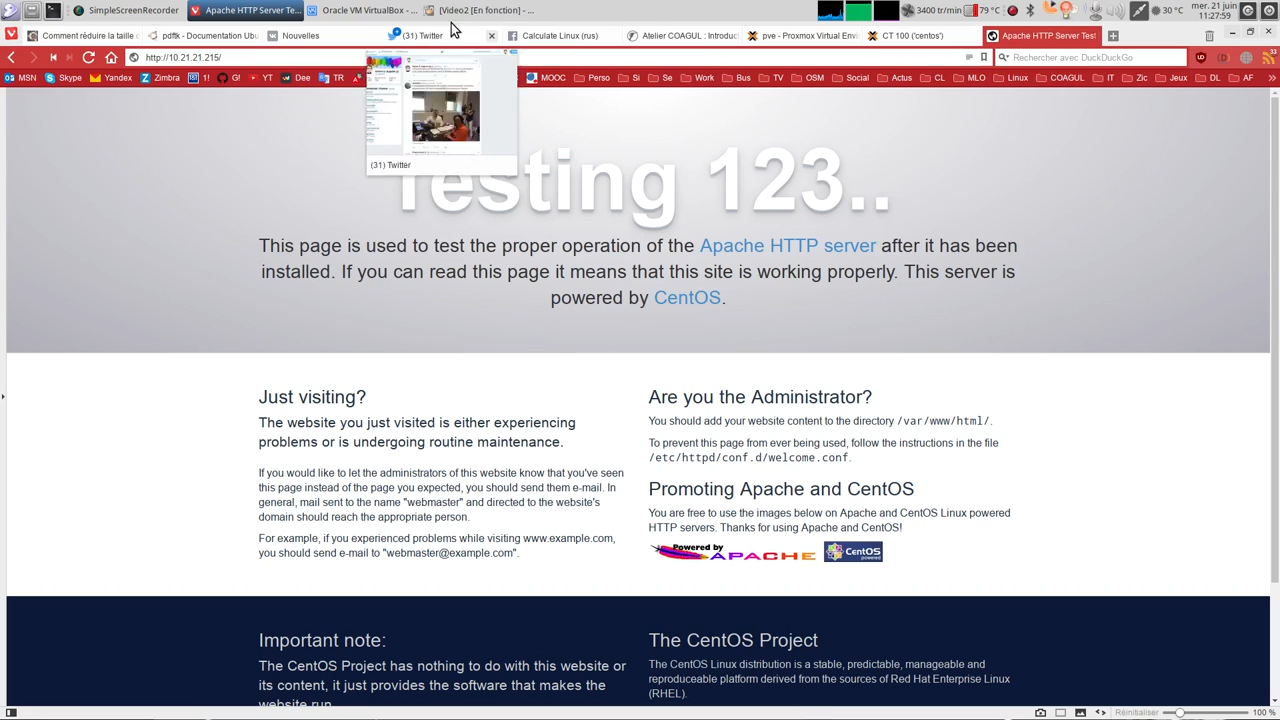 SimpleScreenRecorder
Apache HTTP Server Te...
Oracle VM VirtualBox - ...
[Video2 [En fonction] - ...
3400 tr/min
79 °C
30 °C
mer. 21 juin
11:27:59
Comment réduire la taille
pdftk - Documentation Ubu
Nouvelles
(31) Twitter
Calculate Linux (rus)
Atelier COAGUL : Introduc
pve - Proxmox Virtual Envi
CT 100 ('centos')
Apache HTTP Server Test
http://10.21.21.215/
Rechercher avec DuckDuckGo
MSN
Skype
Yandex
Zimbra
1!
G!
YT
Dee
TR
MOOC
Perso
Si
Se
Work
Bus
TV
OSM
Social
Actus
MLO
Linux
COAGUL
Zic
Jeux
(31) Twitter
Testing 123..
This page is used to test the proper operation of the Apache HTTP server after it has been
installed. If you can read this page it means that this site is working properly. This server is
powered by CentOS.
Just visiting?
The website you just visited is either experiencing
problems or is undergoing routine maintenance.
If you would like to let the administrators of this website know that you've seen
this page instead of the page you expected, you should send them e-mail. In
general, mail sent to the name "webmaster" and directed to the website's
domain should reach the appropriate person.
For example, if you experienced problems while visiting www.example.com,
you should send e-mail to "webmaster@example.com".
Are you the Administrator?
You should add your website content to the directory /var/www/html/.
To prevent this page from ever being used, follow the instructions in the file
/etc/httpd/conf.d/welcome.conf.
Promoting Apache and CentOS
You are free to use the images below on Apache and CentOS Linux powered
HTTP servers. Thanks for using Apache and CentOS!
Powered by
APACHE
CentOS
powered
Important note:
The CentOS Project has nothing to do with this website or
its content, it just provides the software that makes the
website run.
The CentOS Project
The CentOS Linux distribution is a stable, predictable, manageable and
reproduceable platform derived from the sources of Red Hat Enterprise Linux
(RHEL).
Réinitialiser
100 %